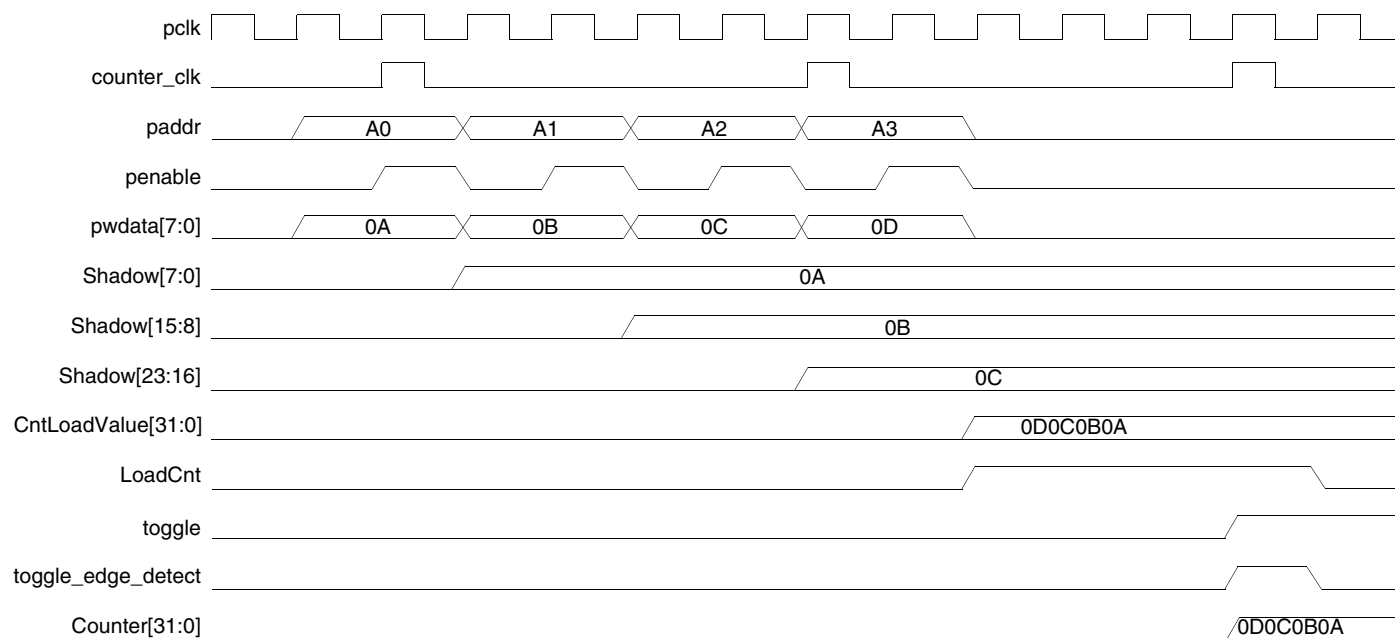 pclk
counter_clk
paddr A0 A1 A2 A3
penable
pwdata[7:0] 0A 0B 0C 0D
Shadow[7:0] 0A
Shadow[15:8] 0B
Shadow[23:16] 0C
CntLoadValue[31:0] 0D0C0B0A
LoadCnt
toggle
toggle_edge_detect
Counter[31:0] 0D0C0B0A